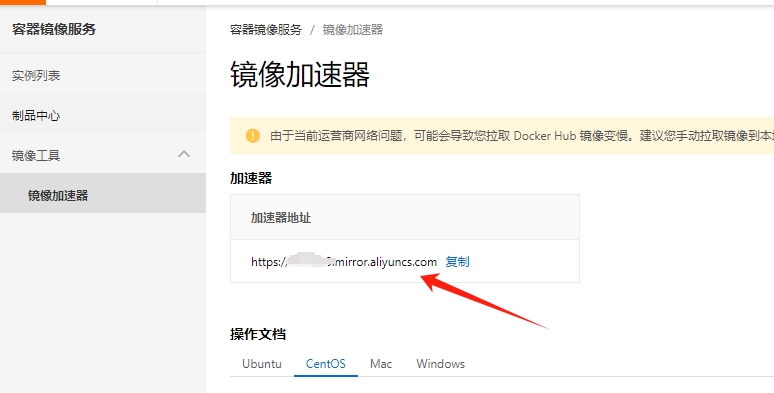 容器镜像服务
实例列表
制品中心
镜像工具
镜像加速器
容器镜像服务 / 镜像加速器
镜像加速器
由于当前运营商网络问题，可能会导致您拉取 Docker Hub 镜像变慢。建议您手动拉取镜像到本
加速器
加速器地址
https:// .mirror.aliyuncs.com 复制
操作文档
Ubuntu CentOS Mac Windows